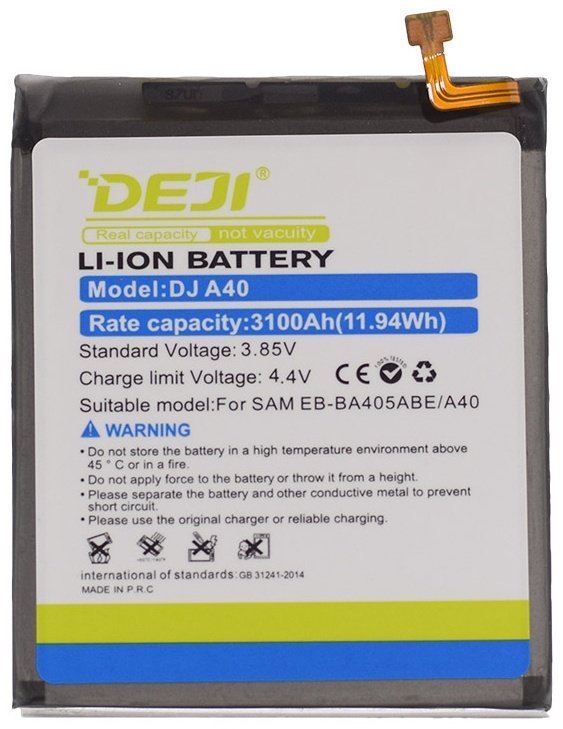 DEJI®
Real capacity not vacuity
LI-ION BATTERY
Model:DJ A40
Rate capacity:3100Ah(11.94Wh)
Standard Voltage: 3.85V
Charge limit Voltage: 4.4V
100%TESTED
Suitable model:For SAM EB-BA405ABE/A40
WARNING
• Do not store the battery in a high temperature environment above
45 ° C or in a fire.
• Do not apply force to the battery or throw it from a height.
• Please separate the battery and other conductive metal to prevent
short circuit.
• Please use the original charger or reliable charging.
international of standards: GB 31241-2014
MADE IN P.R.C